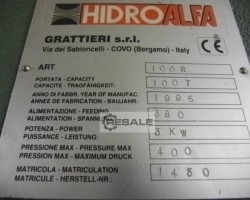 HIDROALFA
GRATTIERI s.r.l.
Via dei Sabioncelli - COVO (Bergamo) - Italy
CE
ART 100R
PORTATA - CAPACITY
CAPACITE - TRAGFÄHIGKEIT: 100T
ANNO DI FABBR. YEAR OF MANUFAC.
ANNEE DE FABRICATION - BAUJAHR: 1995
ALIMENTAZIONE - FEEDING
ALIMENTATION - SPANNUNG 380
POTENZA - POWER
PUISSANCE - LEISTUNG: 3KW
PRESSIONE MAX - PRESSURE MAX
PRESSION MAX - MAXIMUM DRUCK 400
MATRICOLA - MATRICULATION
MATRICULE - HERSTELL-NR.: 1480
RESALE